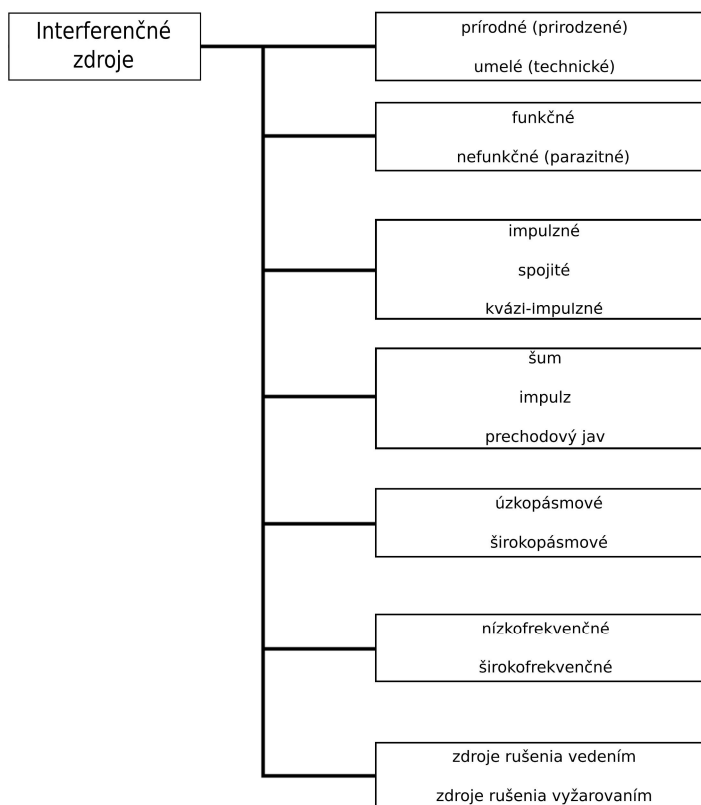 Interferenčné
zdroje
prírodné (prirodzené)
umelé (technické)
funkčné
nefunkčné (parazitné)
impulzné
spojité
kvázi-impulzné
šum
impulz
prechodový jav
úzkopásmové
širokopásmové
nízkofrekvenčné
širokofrekvenčné
zdroje rušenia vedením
zdroje rušenia vyžarovaním